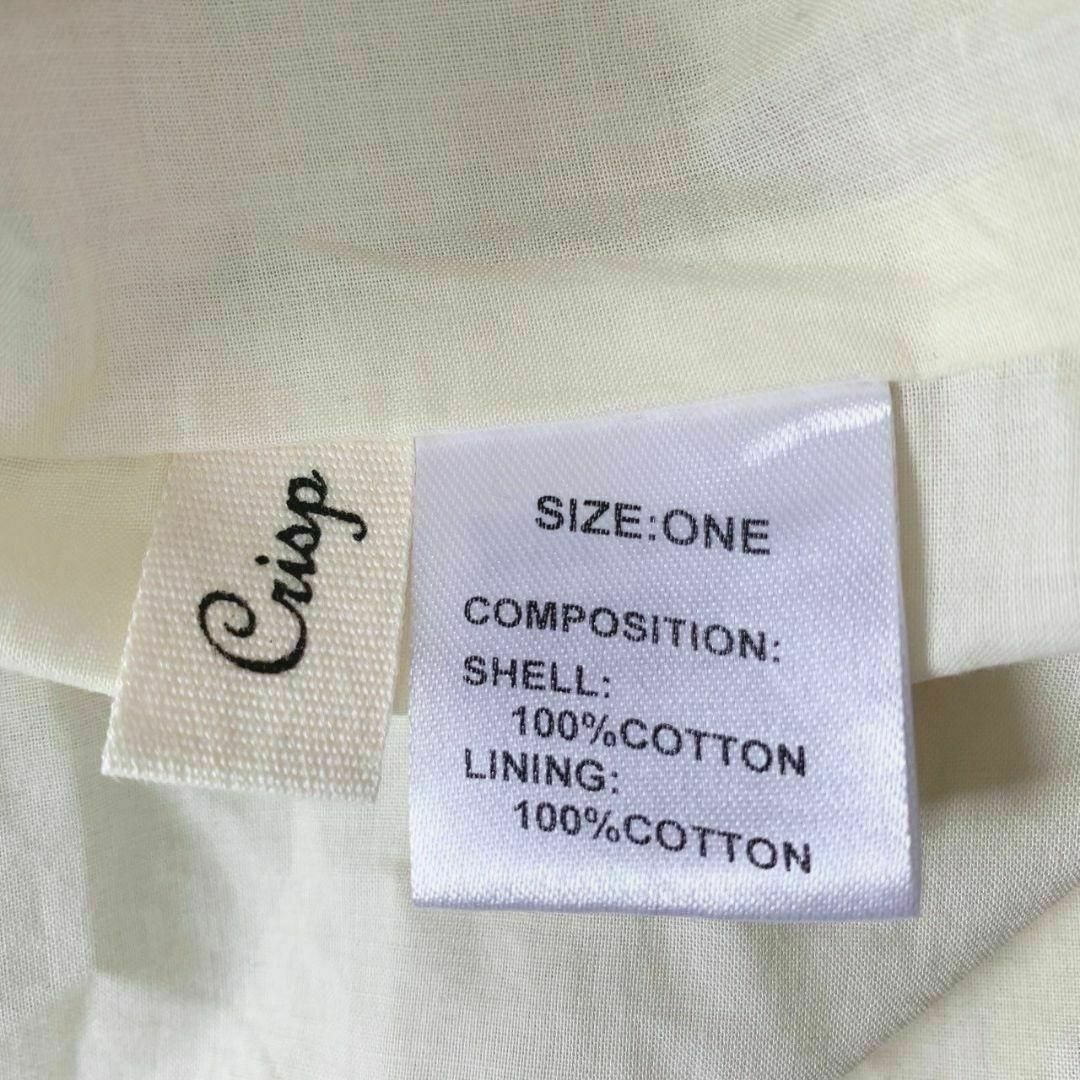 Crisp
SIZE:ONE
COMPOSITION:
SHELL:
100%COTTON
LINING:
100%COTTON